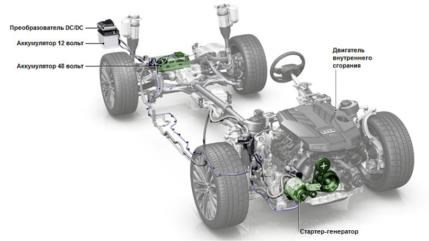 Преобразователь DC/DC
Аккумулятор 12 вольт
Аккумулятор 48 вольт
Двигатель
внутреннего
сгорания
Стартер-генератор